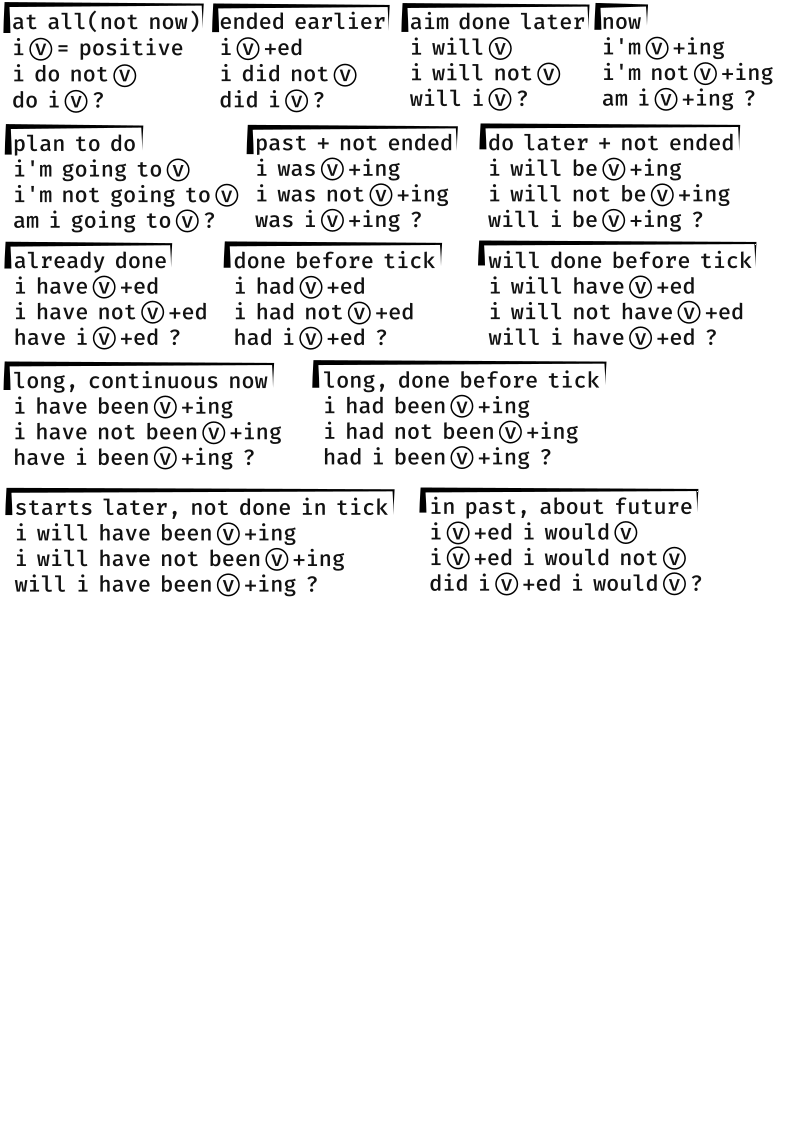 at all(not now)
i ⓥ = positive
i do not ⓥ
do i ⓥ ?
ended earlier
i ⓥ +ed
i did not ⓥ
did i ⓥ ?
aim done later
i will ⓥ
i will not ⓥ
will i ⓥ ?
now
i'm ⓥ +ing
i'm not ⓥ +ing
am i ⓥ +ing ?
plan to do
i'm going to ⓥ
i'm not going to ⓥ
am i going to ⓥ ?
past + not ended
i was ⓥ +ing
i was not ⓥ +ing
was i ⓥ +ing ?
do later + not ended
i will be ⓥ +ing
i will not be ⓥ +ing
will i be ⓥ +ing ?
already done
i have ⓥ +ed
i have not ⓥ +ed
have i ⓥ +ed ?
done before tick
i had ⓥ +ed
i had not ⓥ +ed
had i ⓥ +ed ?
will done before tick
i will have ⓥ +ed
i will not have ⓥ +ed
will i have ⓥ +ed ?
long, continuous now
i have been ⓥ +ing
i have not been ⓥ +ing
have i been ⓥ +ing ?
long, done before tick
i had been ⓥ +ing
i had not been ⓥ +ing
had i been ⓥ +ing ?
starts later, not done in tick
i will have been ⓥ +ing
i will have not been ⓥ +ing
will i have been ⓥ +ing ?
in past, about future
i ⓥ +ed i would ⓥ
i ⓥ +ed i would not ⓥ
did i ⓥ +ed i would ⓥ ?